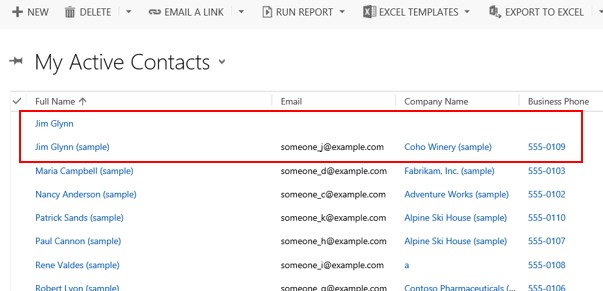 NEW DELETE EMAIL A LINK RUN REPORT EXCEL TEMPLATES EXPORT TO EXCEL
My Active Contacts
Full Name Email Company Name Business Phone
Jim Glynn
Jim Glynn (sample) someone_j@example.com Coho Winery (sample) 555-0109
Maria Campbell (sample) someone_d@example.com Fabrikam, Inc. (sample) 555-0103
Nancy Anderson (sample) someone_c@example.com Adventure Works (sample) 555-0102
Patrick Sands (sample) someone_k@example.com Alpine Ski House (sample) 555-0110
Paul Cannon (sample) someone_h@example.com Alpine Ski House (sample) 555-0107
Rene Valdes (sample) someone_i@example.com a 555-0108
Robert Lyon (sample) someone_g@example.com Contoso Pharmaceuticals (... 555-0106